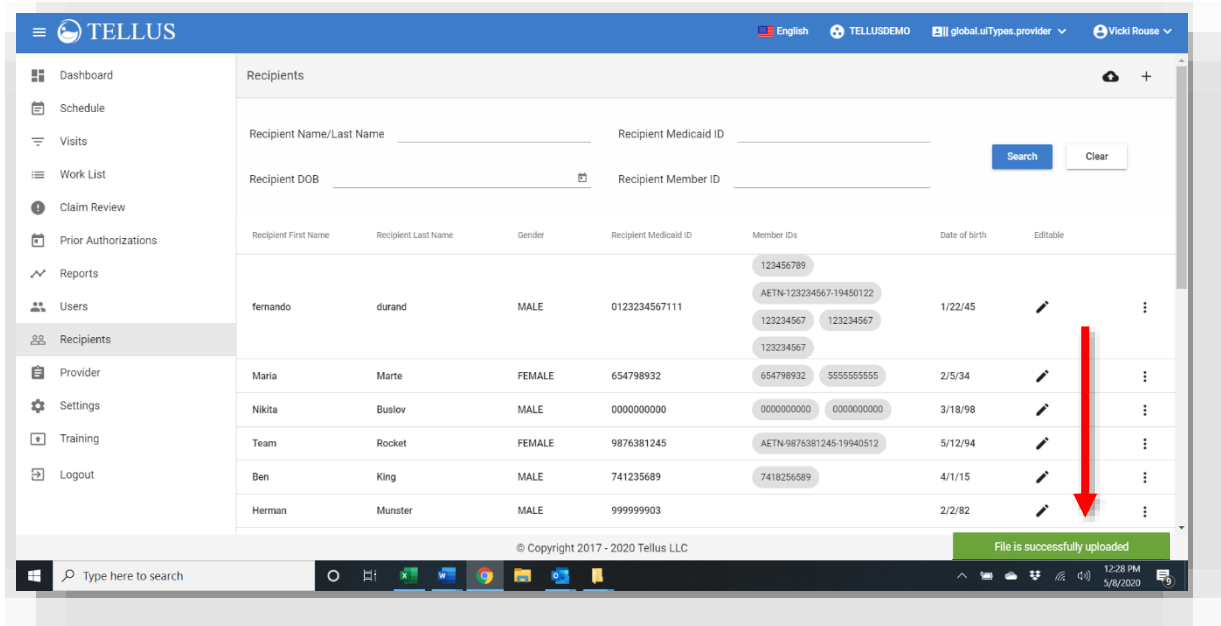 TELLUS
English
TELLUSDEMO
global.uiTypes.provider
Vicki Rouse
Dashboard
Schedule
Visits
Work List
Claim Review
Prior Authorizations
Reports
Users
Recipients
Provider
Settings
Training
Logout
Recipients
Recipient Name/Last Name
Recipient Medicaid ID
Search
Clear
Recipient DOB
Recipient Member ID
Recipient First Name Recipient Last Name Gender Recipient Medicaid ID Member IDs Date of birth Editable
123456789
AETN-123234567-19450122
fernando durand MALE 0123234567111 1/22/45
123234567 123234567
123234567
Maria Marte FEMALE 654798932 654798932 5555555555 2/5/34
Nikita Buslov MALE 0000000000 0000000000 0000000000 3/18/98
Team Rocket FEMALE 9876381245 AETN-9876381245-19940512 5/12/94
Ben King MALE 741235689 7418256589 4/1/15
Herman Munster MALE 999999903 2/2/82
© Copyright 2017 - 2020 Tellus LLC
File is successfully uploaded
Type here to search
12:28 PM
5/8/2020
9